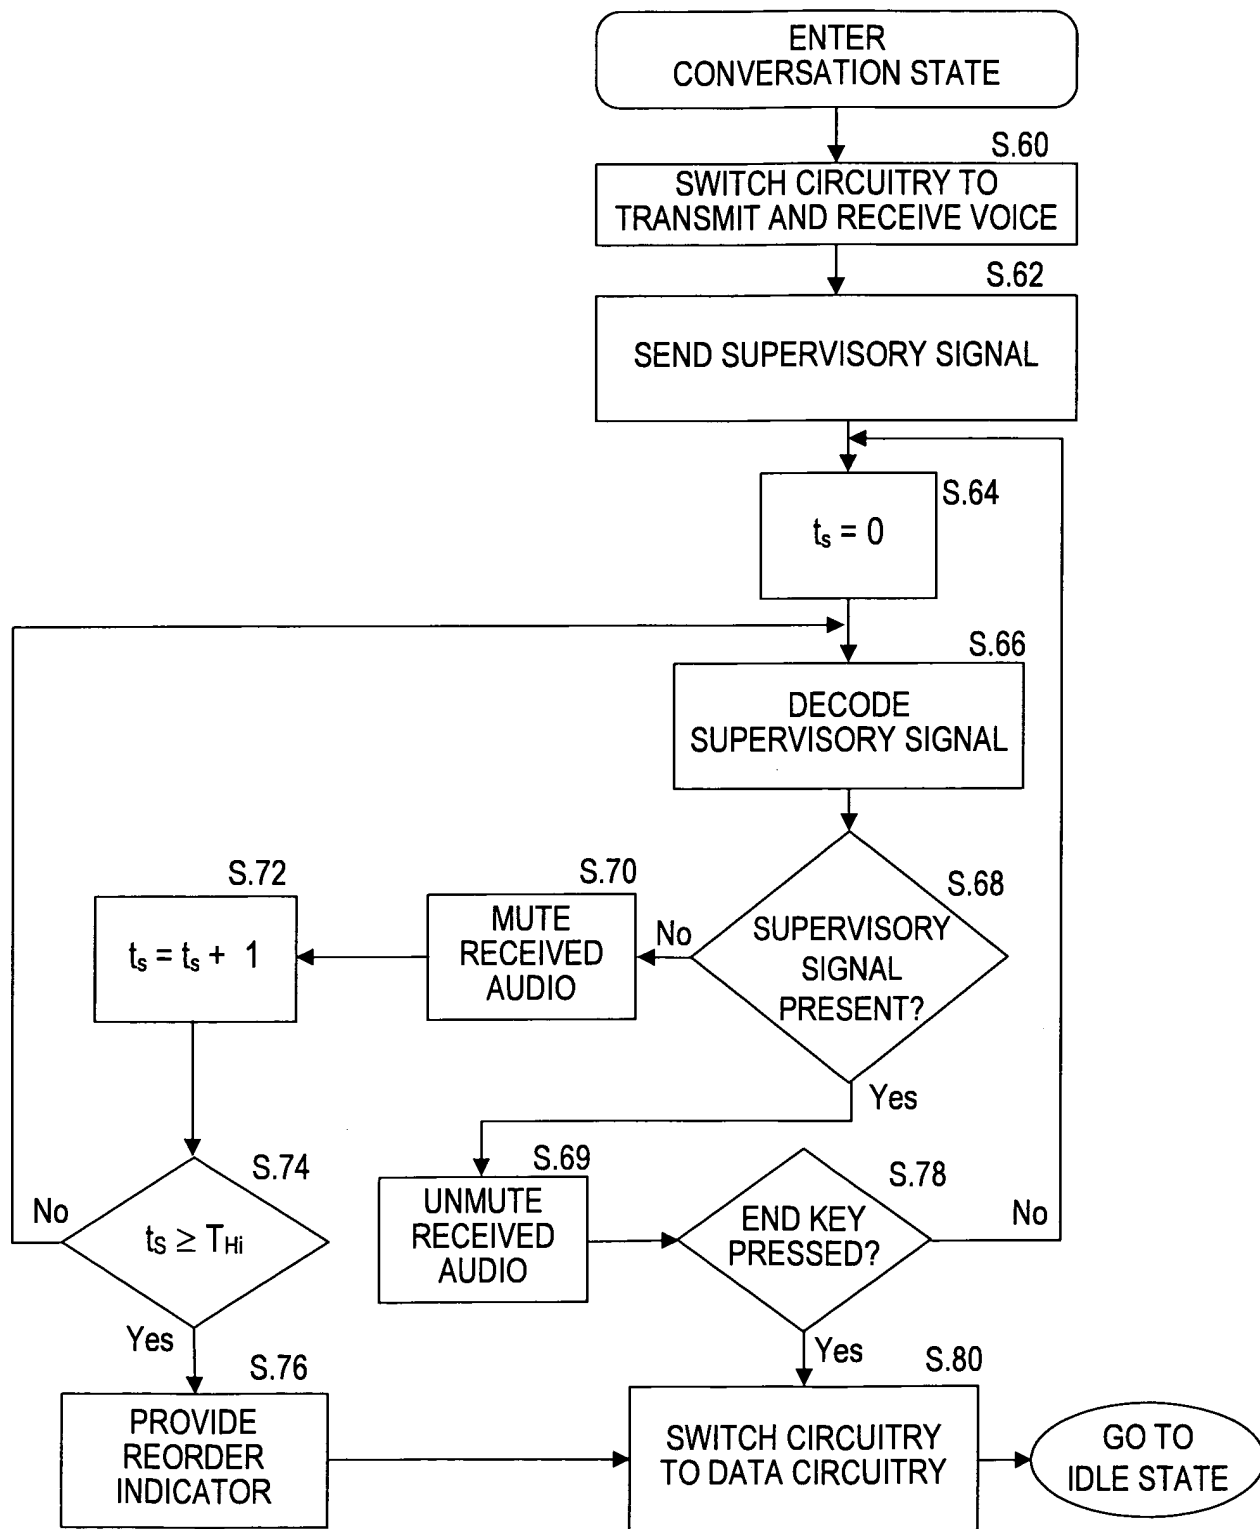 ENTER
CONVERSATION STATE
S.60
SWITCH CIRCUITRY TO
TRANSMIT AND RECEIVE VOICE
S.62
SEND SUPERVISORY SIGNAL
S.64
ts = 0
S.66
DECODE
SUPERVISORY SIGNAL
S.68
SUPERVISORY
SIGNAL
PRESENT?
No
S.70
MUTE
RECEIVED
AUDIO
S.72
ts = ts + 1
Yes
S.69
UNMUTE
RECEIVED
AUDIO
S.78
END KEY
PRESSED?
No
S.74
No
tS ≥ THi
Yes
Yes
S.76
PROVIDE
REORDER
INDICATOR
S.80
SWITCH CIRCUITRY
TO DATA CIRCUITRY
GO TO
IDLE STATE